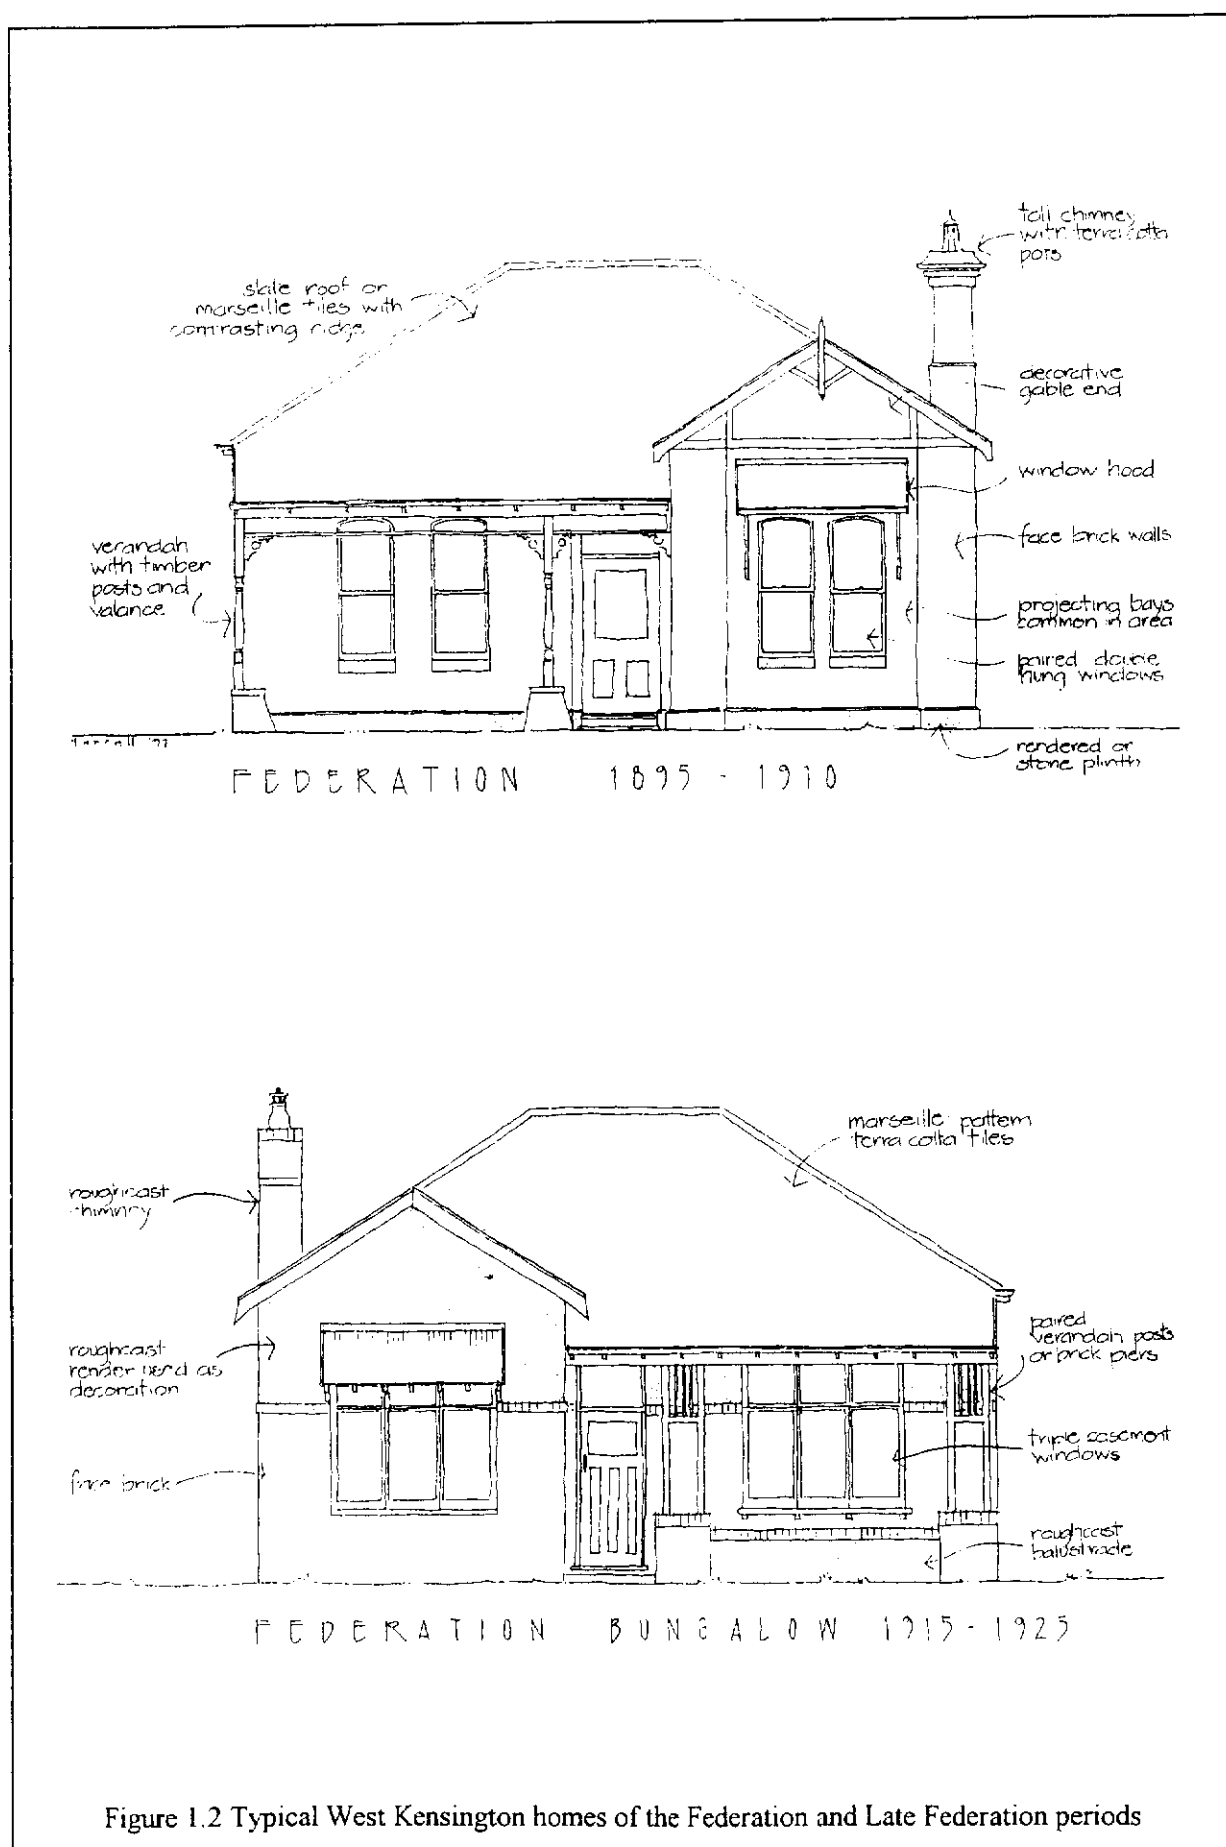 tall chimney
with terracotta
pots
slate roof or
marseille tiles with
contrasting ridge
decorative
gable end
window hood
face brick walls
verandah
with timber
posts and
valance
projecting bays
common in area
paired double
hung windows
rendered or
stone plinth
FEDERATION 1895 - 1910
marseille pattern
terra cotta tiles
roughcast
chimney
roughcast
render used as
decoration
paired
verandah posts
or brick piers
triple casement
windows
face brick
roughcast
balustrade
FEDERATION BUNGALOW 1915 - 1925
Figure 1.2 Typical West Kensington homes of the Federation and Late Federation periods